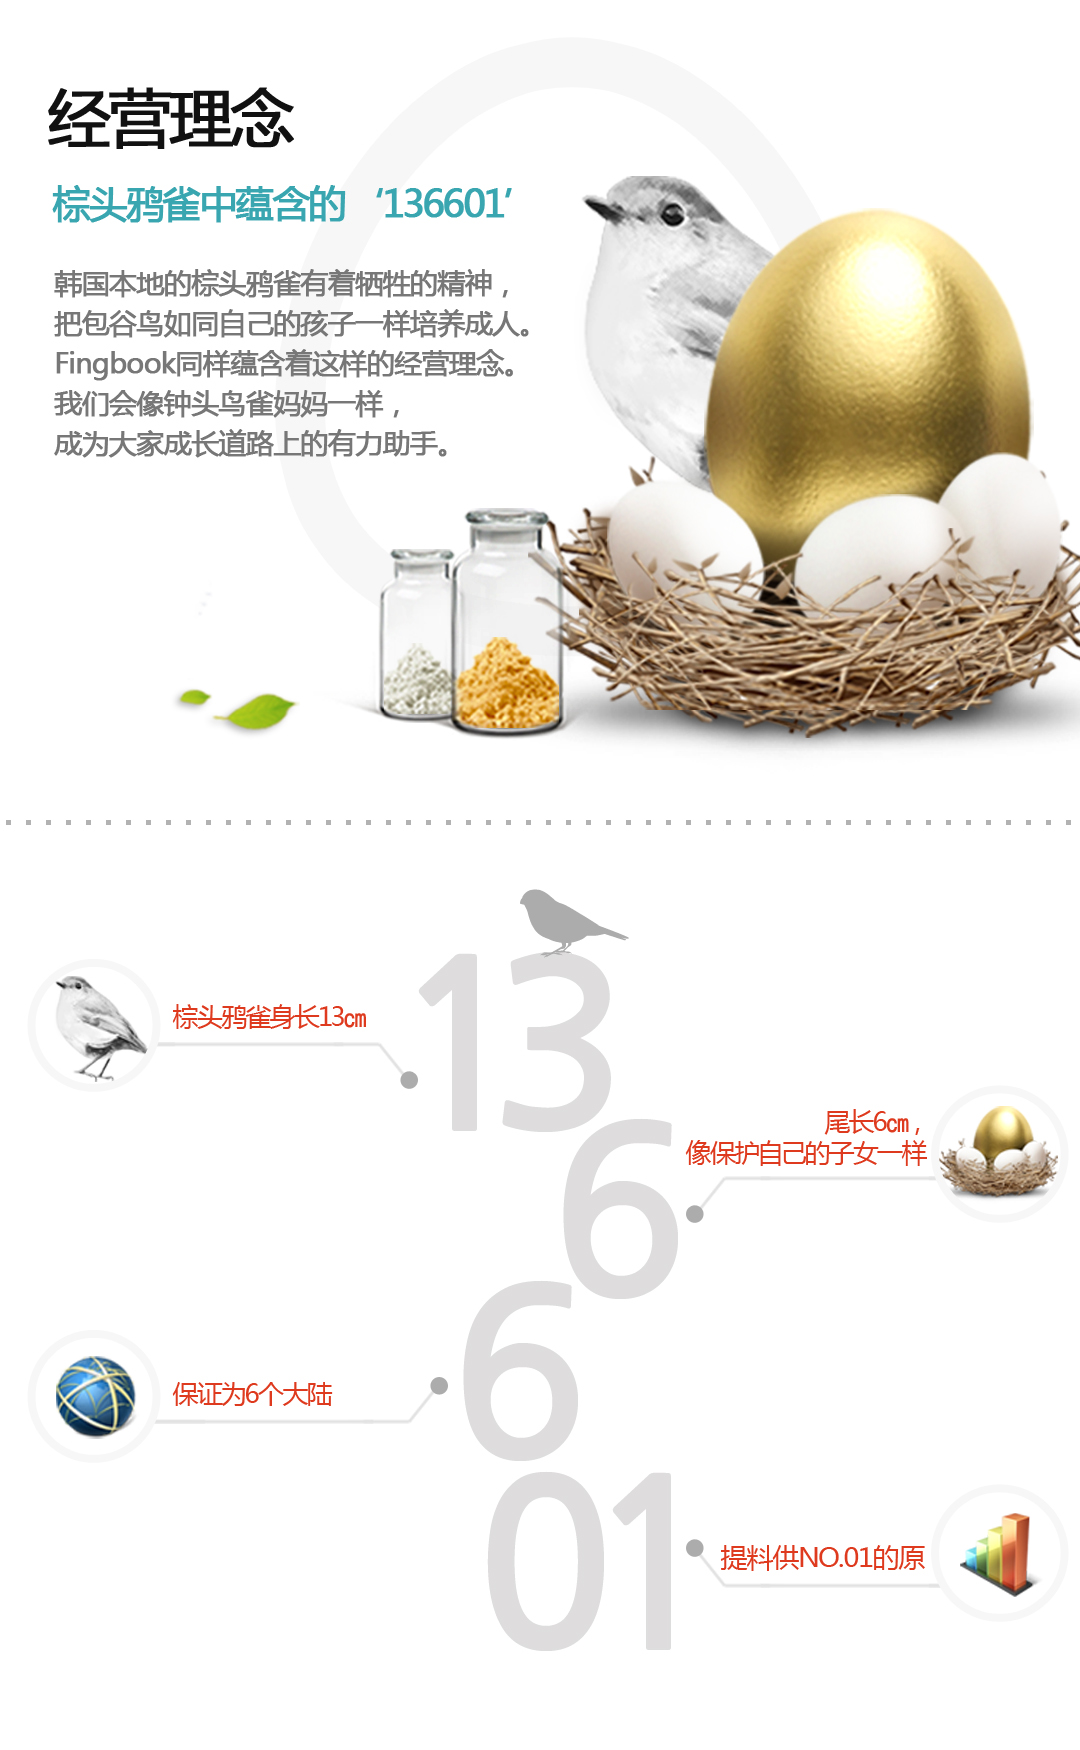 经营理念
棕头鸦雀中蕴含的‘136601’
韩国本地的棕头鸦雀有着牺牲的精神，
把包谷鸟如同自己的孩子一样培养成人。
Fingbook同样蕴含着这样的经营理念。
我们会像钟头鸟雀妈妈一样，
成为大家成长道路上的有力助手。
13
棕头鸦雀身长13㎝
6
尾长6㎝，
像保护自己的子女一样
6
保证为6个大陆
01
提料供NO.01的原